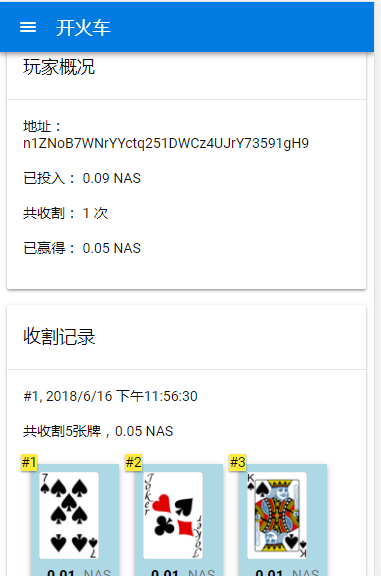 开火车
玩家概况
地址：
n1ZNoB7WNrYYctq251DWCz4UJrY73591gH9
已投入： 0.09 NAS
共收割： 1 次
已赢得： 0.05 NAS
收割记录
#1, 2018/6/16 下午11:56:30
共收割5张牌，0.05 NAS
#1 #2 #3
7 Joker K
7 Joker K
0.01 NAS 0.01 NAS 0.01 NAS